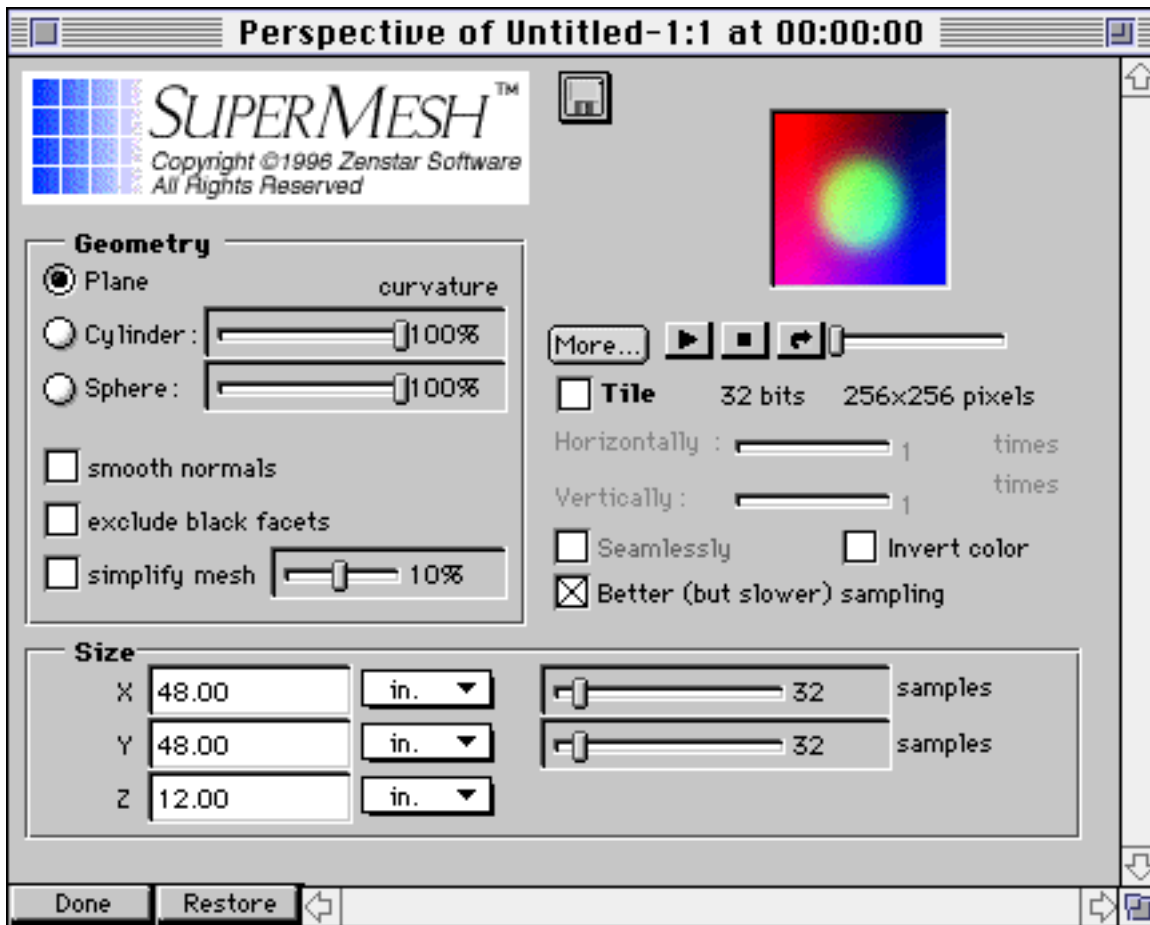 Perspective of Untitled-1:1 at 00:00:00
SUPERMESH™
Copyright ©1996 Zenstar Software
All Rights Reserved
Geometry
Plane
curvature
Cylinder: 100%
Sphere: 100%
smooth normals
exclude black facets
simplify mesh 10%
More...
Tile 32 bits 256x256 pixels
Horizontally : 1 times
Vertically: 1 times
Seamlessly Invert color
Better (but slower) sampling
Size
X 48.00 in. 32 samples
Y 48.00 in. 32 samples
Z 12.00 in.
Done Restore